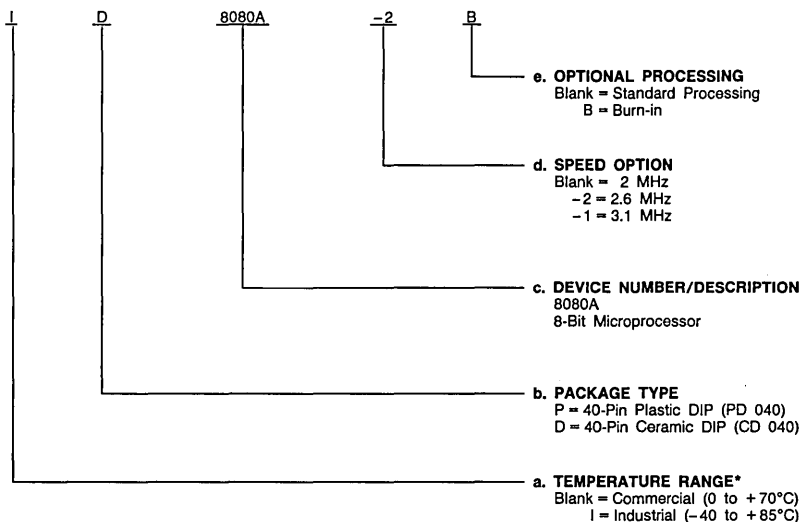 I D 8080A -2 B
e. OPTIONAL PROCESSING
Blank = Standard Processing
B = Burn-in
d. SPEED OPTION
Blank = 2 MHz
-2 = 2.6 MHz
-1 = 3.1 MHz
c. DEVICE NUMBER/DESCRIPTION
8080A
8-Bit Microprocessor
b. PACKAGE TYPE
P = 40-Pin Plastic DIP (PD 040)
D = 40-Pin Ceramic DIP (CD 040)
a. TEMPERATURE RANGE*
Blank = Commercial (0 to +70°C)
I = Industrial (-40 to +85°C)